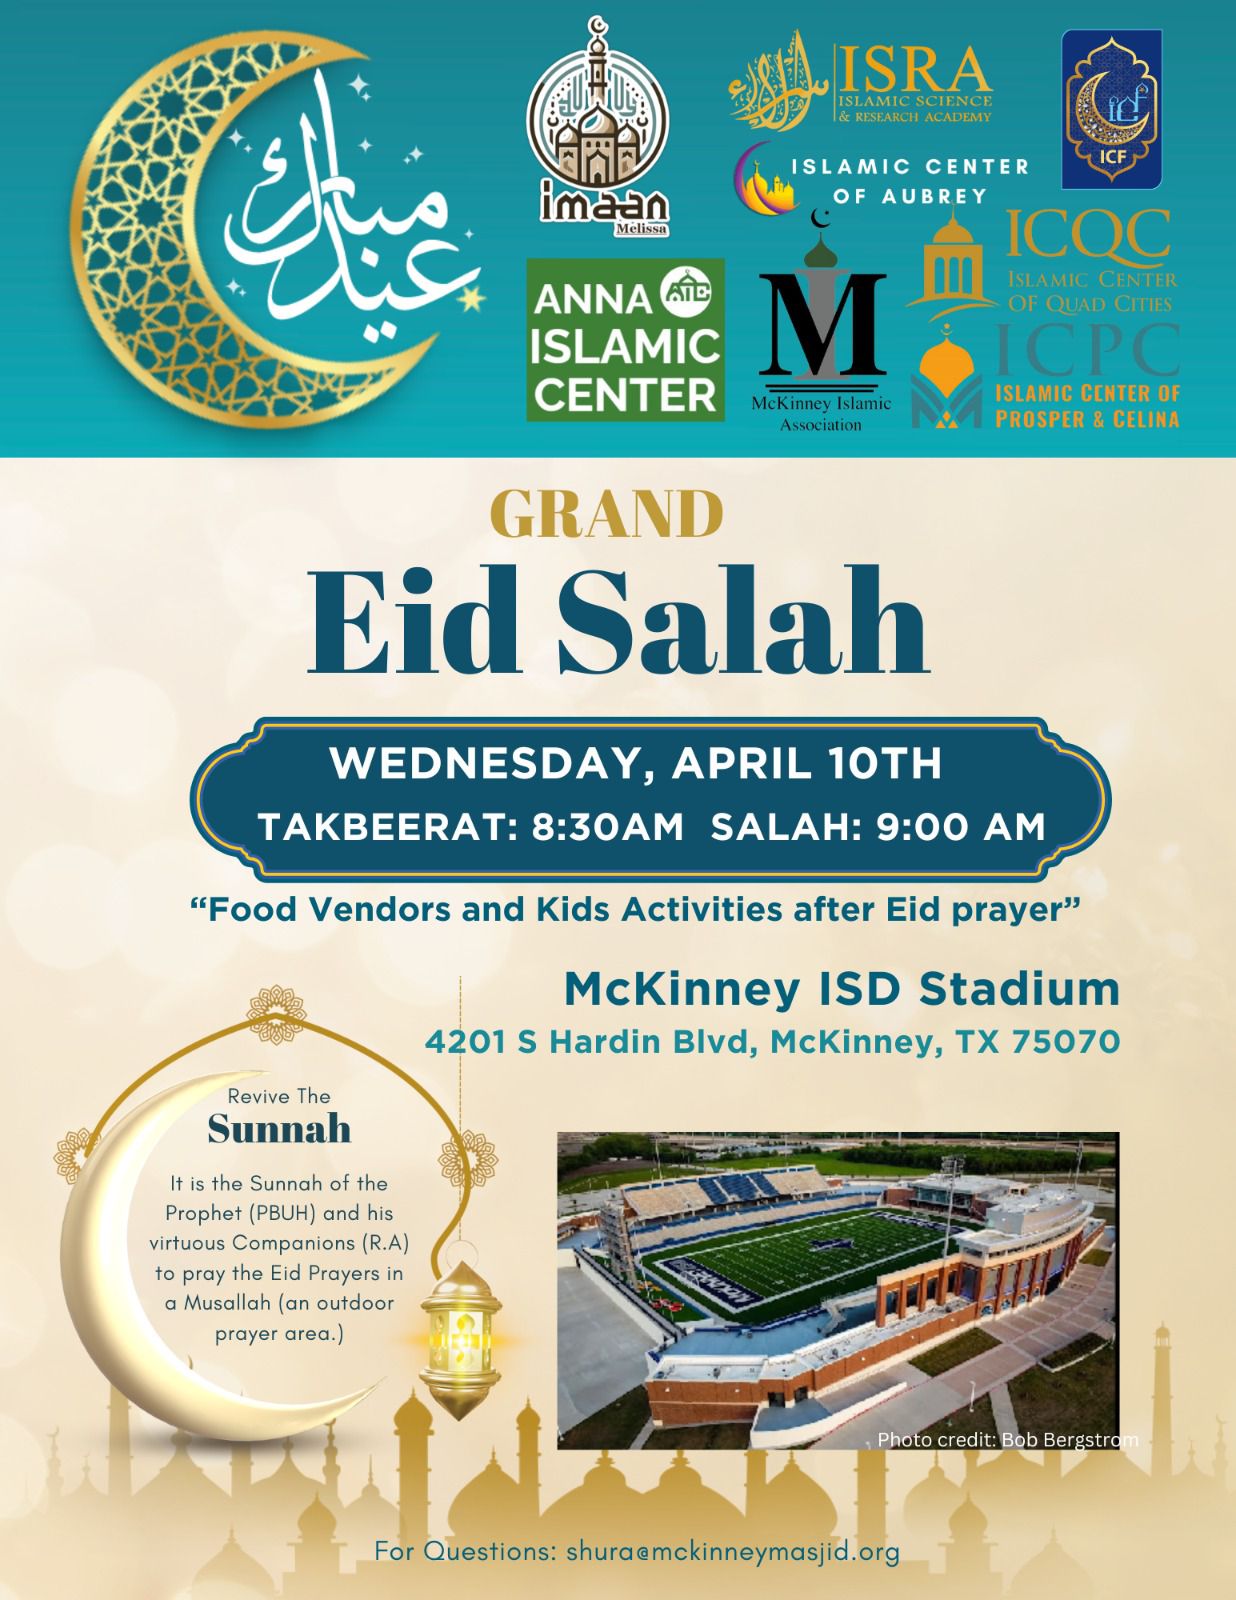 عيد مبارك
imaan
Melissa
ISRA
ISLAMIC SCIENCE
& RESEARCH ACADEMY
ICF
ISLAMIC CENTER
OF AUBREY
ANNA
AIC
ISLAMIC
CENTER
MI
McKinney Islamic
Association
ICQC
ISLAMIC CENTER
OF QUAD CITIES
ICPC
ISLAMIC CENTER OF
PROSPER & CELINA
GRAND
Eid Salah
WEDNESDAY, APRIL 10TH
TAKBEERAT: 8:30AM SALAH: 9:00 AM
“Food Vendors and Kids Activities after Eid prayer”
McKinney ISD Stadium
4201 S Hardin Blvd, McKinney, TX 75070
Revive The
Sunnah
It is the Sunnah of the
Prophet (PBUH) and his
virtuous Companions (R.A)
to pray the Eid Prayers in
a Musallah (an outdoor
prayer area.)
MCKINNEY
Photo credit: Bob Bergstrom
For Questions: shura@mckinneymasjid.org